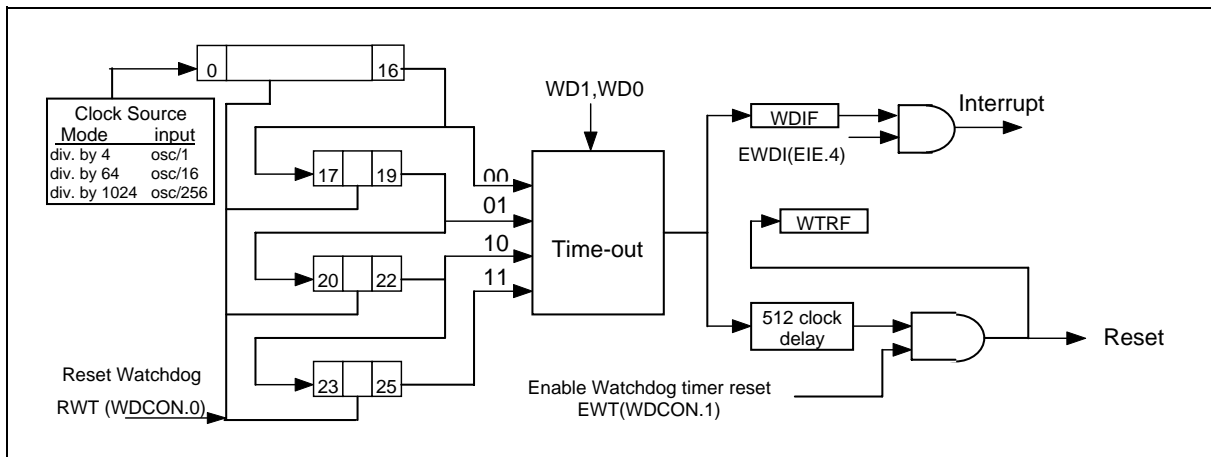 0 16
Clock Source
Mode input
div. by 4 osc/1
div. by 64 osc/16
div. by 1024 osc/256
17 19
20 22
23 25
Reset Watchdog
RWT (WDCON.0)
WD1,WD0
00
01
10
11
Time-out
WDIF
EWDI(EIE.4)
Interrupt
WTRF
512 clock
delay
Reset
Enable Watchdog timer reset
EWT(WDCON.1)